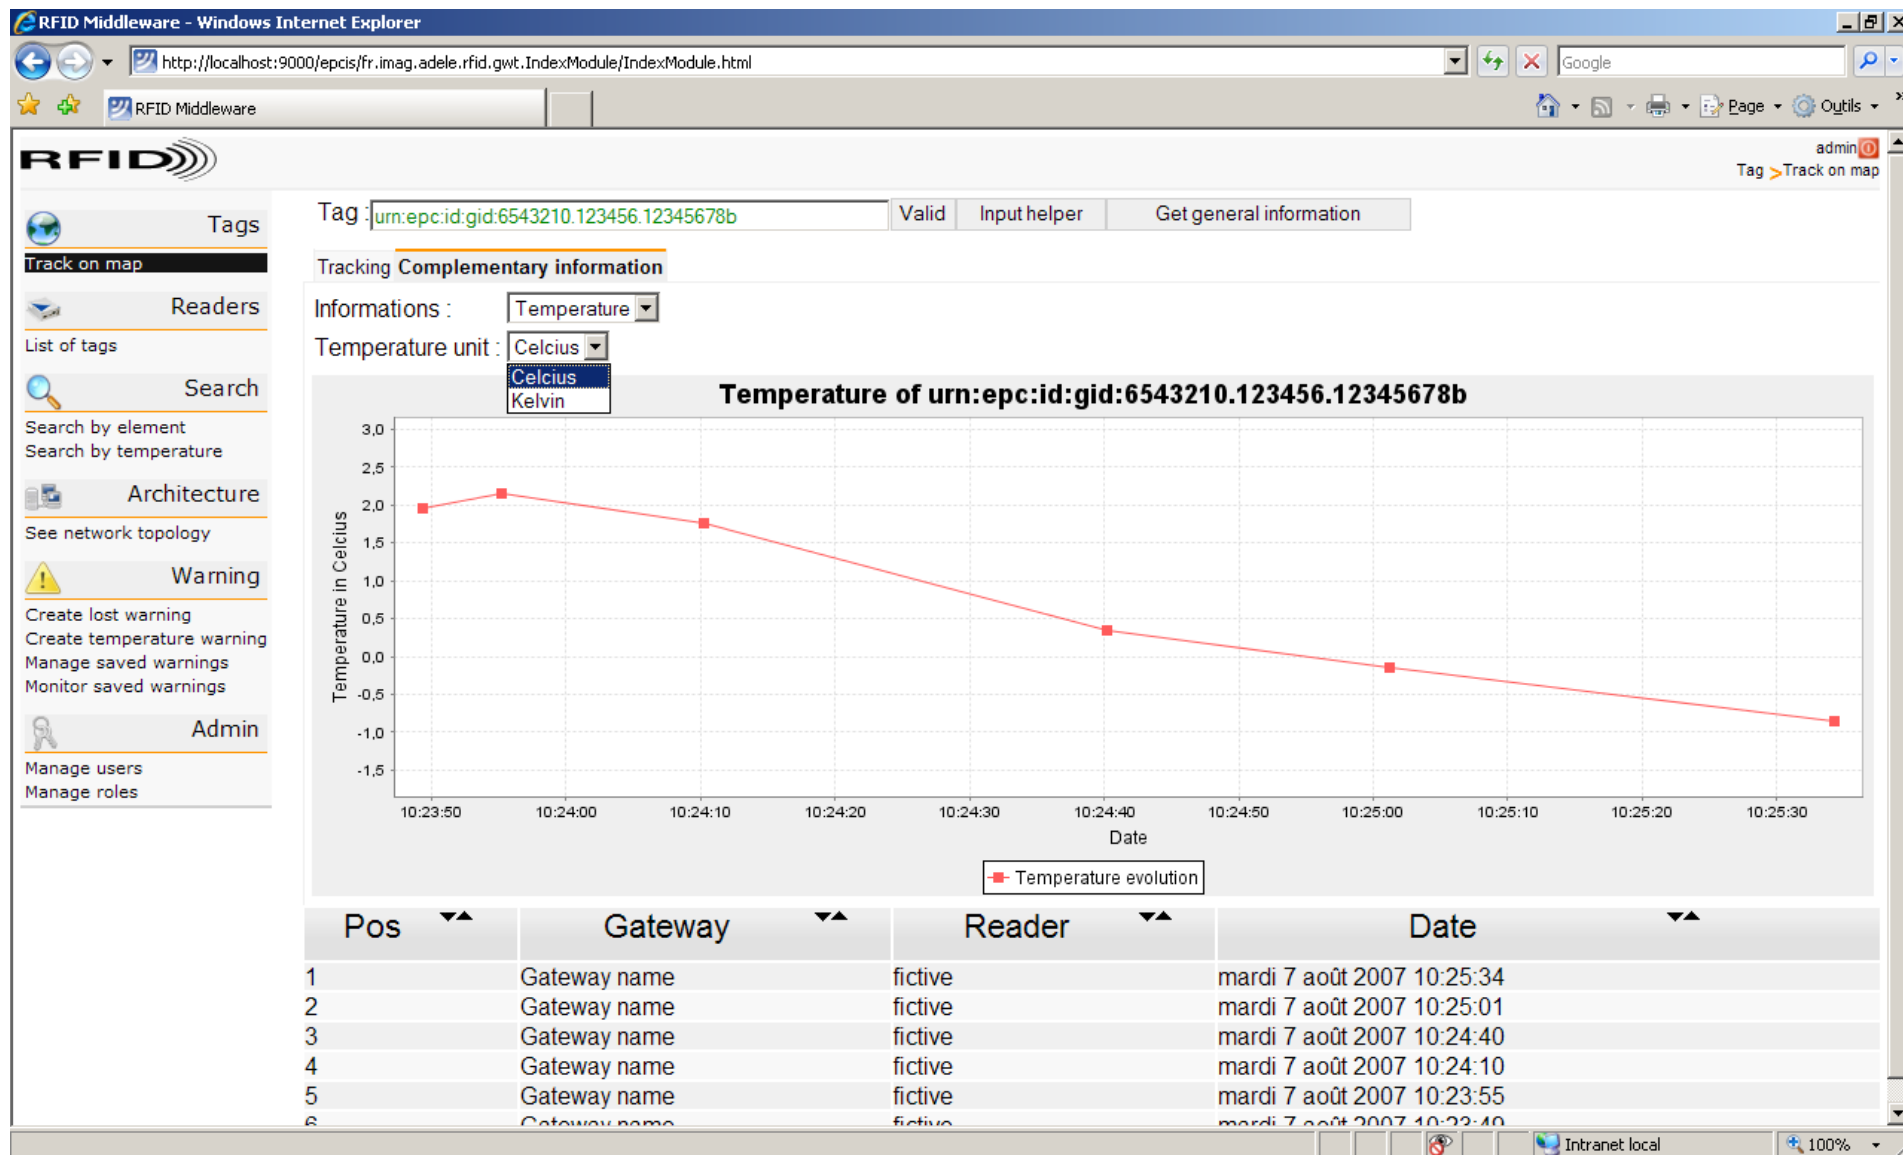 RFID Middleware - Windows Internet Explorer
http://localhost:9000/epcis/fr.imag.adele.rfid.gwt.IndexModule/IndexModule.html
Google
RFID Middleware
Page
Outils
RFID
admin
Tag >Track on map
Tags
Track on map
Readers
List of tags
Search
Search by element
Search by temperature
Architecture
See network topology
Warning
Create lost warning
Create temperature warning
Manage saved warnings
Monitor saved warnings
Admin
Manage users
Manage roles
Tag : urn:epc:id:gid:6543210.123456.12345678b Valid Input helper Get general information
Tracking Complementary information
Informations : Temperature
Temperature unit : Celcius
Celcius
Kelvin
Temperature of urn:epc:id:gid:6543210.123456.12345678b
3,0
2,5
2,0
1,5
1,0
0,5
0,0
-0,5
-1,0
-1,5
Temperature in Celcius
10:23:50 10:24:00 10:24:10 10:24:20 10:24:30 10:24:40 10:24:50 10:25:00 10:25:10 10:25:20 10:25:30
Date
Temperature evolution
Pos Gateway Reader Date
1 Gateway name fictive mardi 7 août 2007 10:25:34
2 Gateway name fictive mardi 7 août 2007 10:25:01
3 Gateway name fictive mardi 7 août 2007 10:24:40
4 Gateway name fictive mardi 7 août 2007 10:24:10
5 Gateway name fictive mardi 7 août 2007 10:23:55
6 Gateway name fictive mardi 7 août 2007 10:23:49
Intranet local
100%